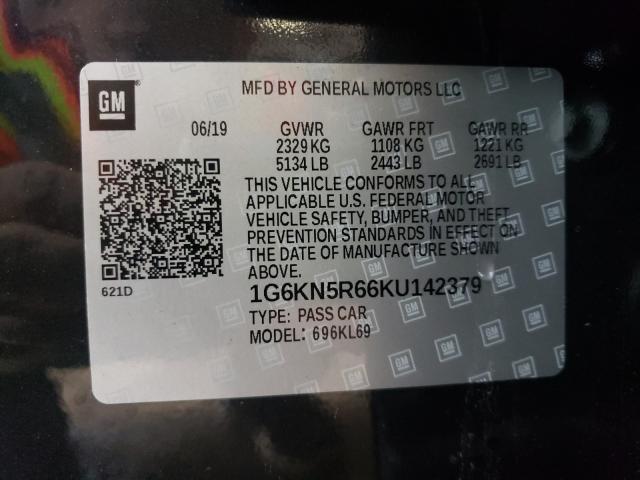 GM
MFD BY GENERAL MOTORS LLC
06/19 GVWR GAWR FRT GAWR RR
2329 KG 1108 KG 1221 KG
5134 LB 2443 LB 2691 LB
THIS VEHICLE CONFORMS TO ALL
APPLICABLE U.S. FEDERAL MOTOR
VEHICLE SAFETY, BUMPER, AND THEFT
PREVENTION STANDARDS IN EFFECT ON
THE DATE OF MANUFACTURE SHOWN
ABOVE.
621D
1G6KN5R66KU142379
TYPE: PASS CAR
MODEL: 696KL69